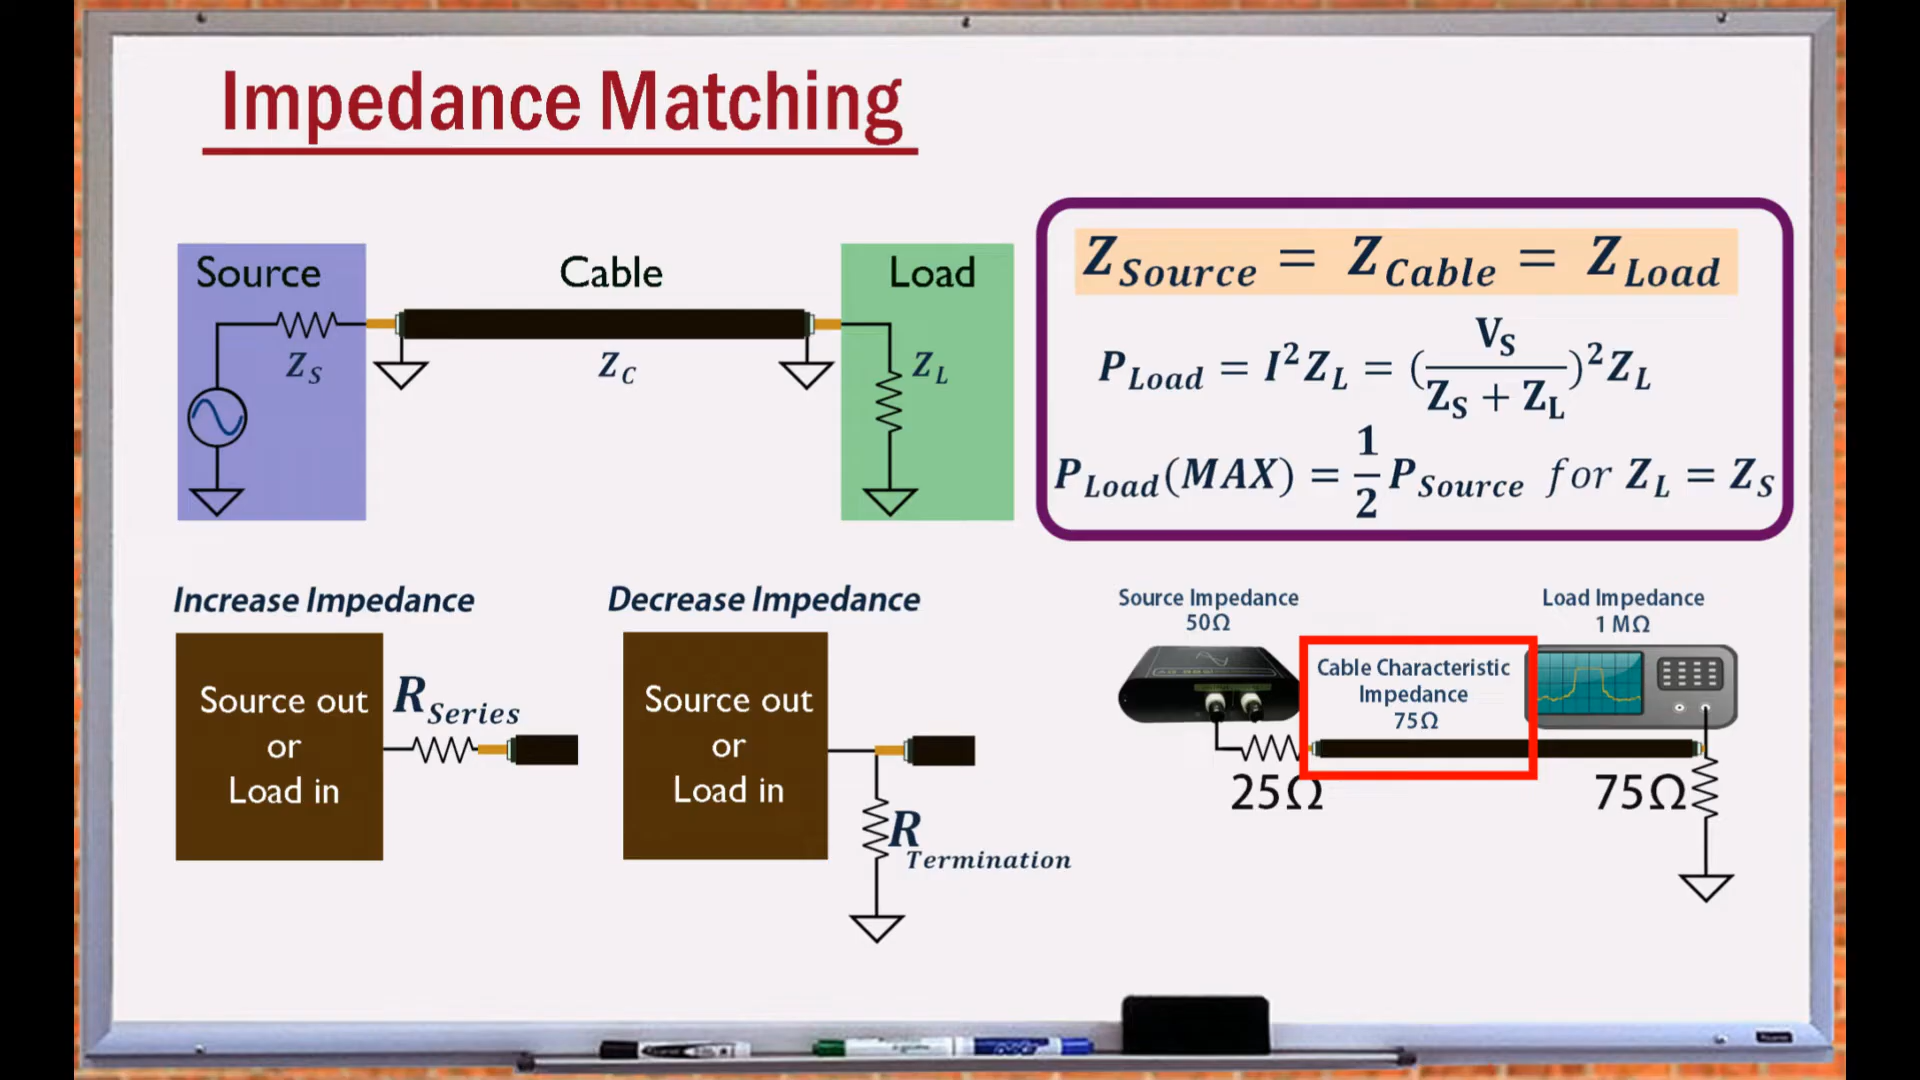 Impedance Matching
Source
Cable
Load
Z_S
Z_C
Z_L
Z_Source = Z_Cable = Z_Load
P_Load = I²Z_L = (V_S / (Z_S + Z_L))²Z_L
P_Load(MAX) = 1/2 P_Source for Z_L = Z_S
Increase Impedance
Source out
or
Load in
R_Series
Decrease Impedance
Source out
or
Load in
R_Termination
Source Impedance
50Ω
Cable Characteristic
Impedance
75Ω
Load Impedance
1 MΩ
25Ω
75Ω